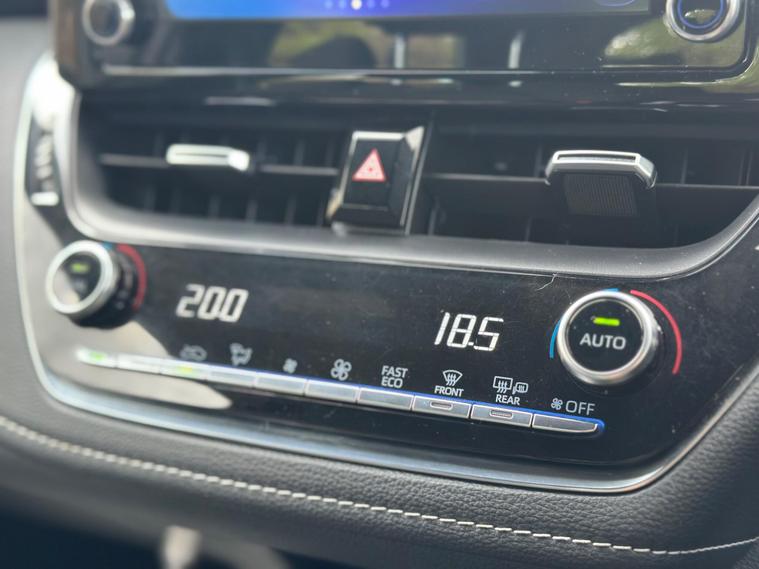 20.0
18.5
AUTO
FAST
ECO
FRONT
REAR
OFF